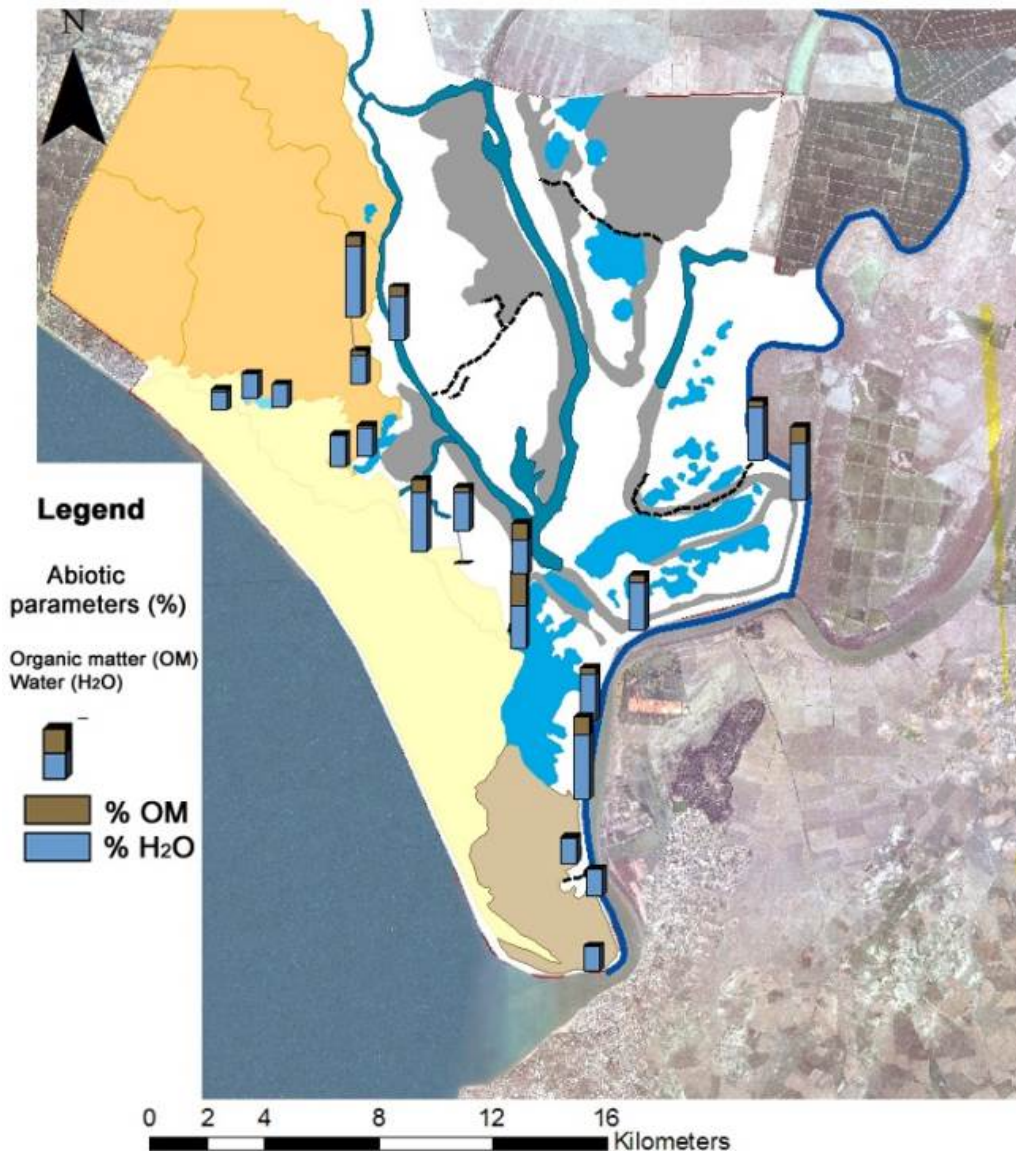 N
Legend
Abiotic
parameters (%)
Organic matter (OM)
Water (H₂O)
% OM
% H₂O
0 2 4 8 12 16
Kilometers